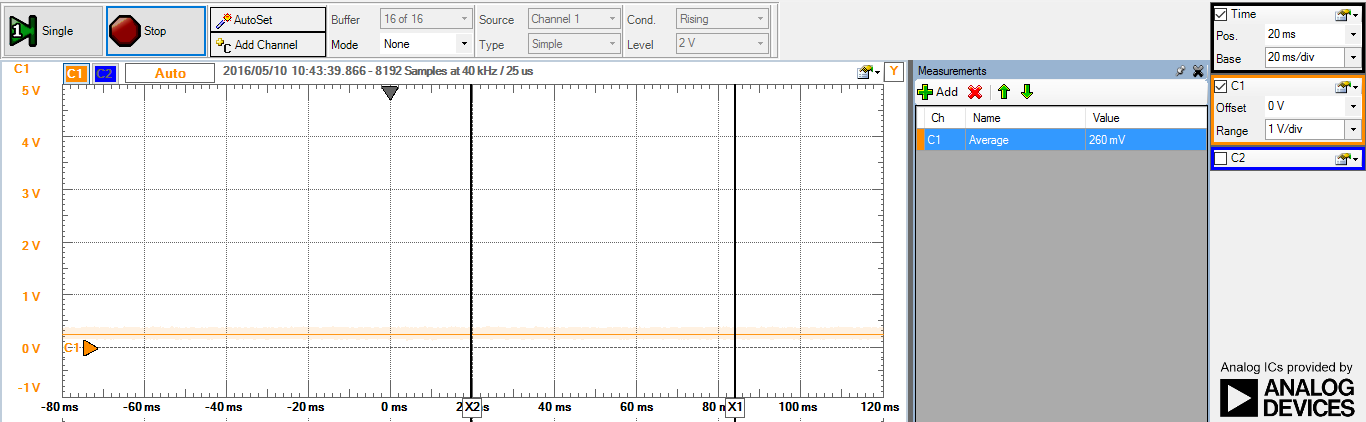 1 Single
Stop
AutoSet
Add Channel
Buffer 16 of 16
Mode None
Source Channel 1
Type Simple
Cond. Rising
Level 2 V
C1
C1 C2 Auto 2016/05/10 10:43:39.866 - 8192 Samples at 40 kHz / 25 us Y
5 V
4 V
3 V
2 V
1 V
0 V
-1 V
C1
-80 ms -60 ms -40 ms -20 ms 0 ms X2 40 ms 60 ms X1 100 ms 120 ms
Measurements
Add
Ch Name Value
C1 Average 260 mV
Time
Pos. 20 ms
Base 20 ms/div
C1
Offset 0 V
Range 1 V/div
C2
Analog ICs provided by
ANALOG
DEVICES